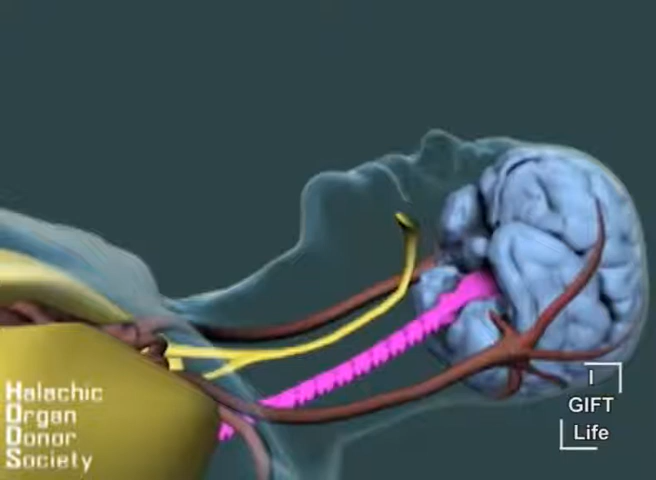 Halachic
Organ
Donor
Society
I
GIFT
Life